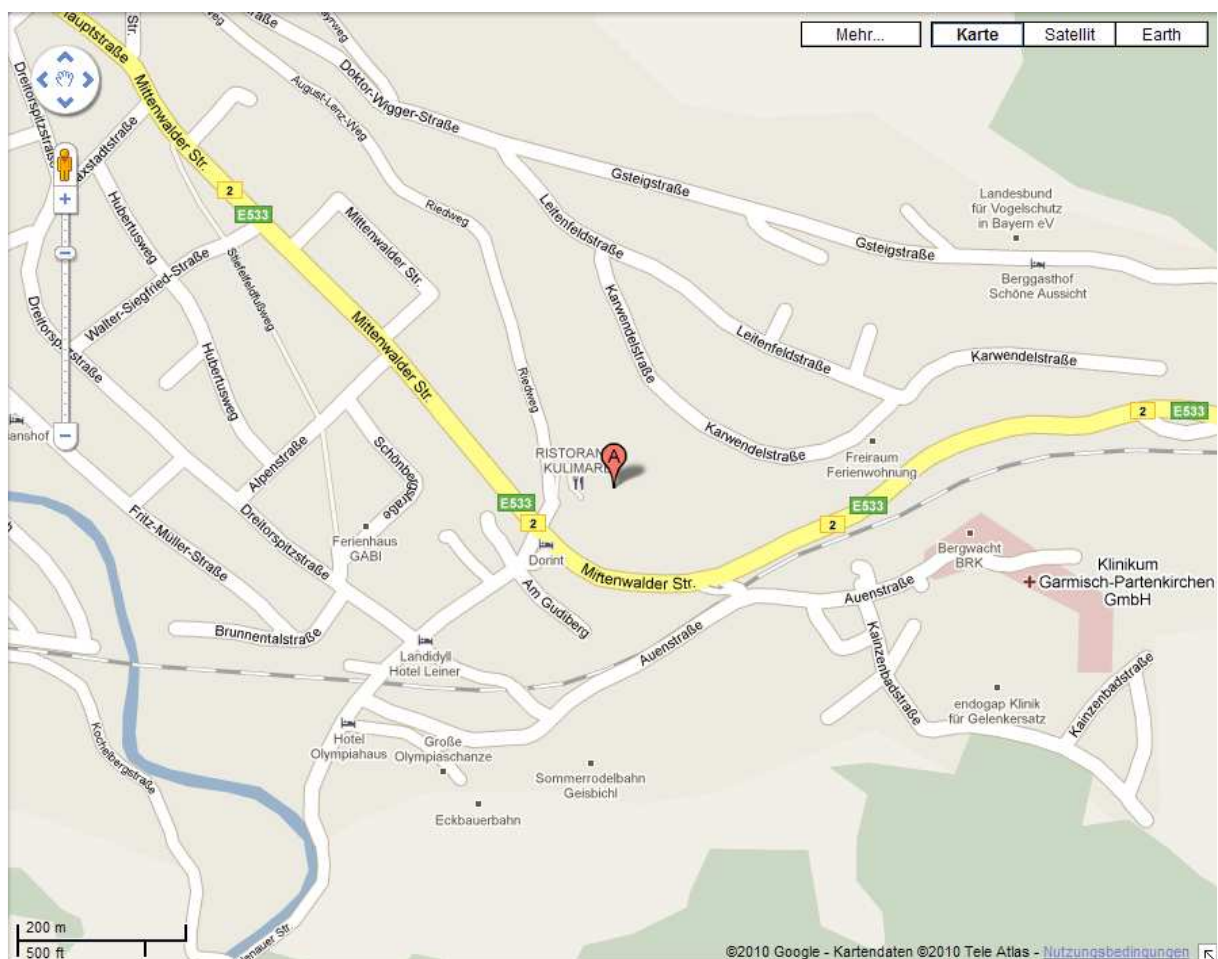 Mehr...
Karte
Satellit
Earth
Hauptstraße
Str.
Mittenwalder Str.
Doktor-Wigger-Straße
August-Lenz-Weg
Dreitorspitzstraße
Hubertusweg
Gsteigstraße
Landesbund
für Vogelschutz
in Bayern eV
2
E533
Riedweg
Mittenwalder Str.
Leitenfeldstraße
Gsteigstraße
Berggasthof
Schöne Aussicht
Walter-Siegfried-Straße
Stiefelfeldfußweg
Karwendelstraße
Dreitorspitzstraße
Hubertusweg
Mittenwalder Str.
Riedweg
Leitenfeldstraße
Karwendelstraße
2
E533
Alpenstraße
Schönbergstraße
RISTORAN
KULIMAR
A
Karwendelstraße
Freiraum
Ferienwohnung
E533
2
E533
2
Fritz-Müller-Straße
Dreitorspitzstraße
Ferienhaus
GABI
Dorint
Mittenwalder Str.
Bergwacht
BRK
Klinikum
Garmisch-Partenkirchen
GmbH
Am Gudiberg
Auenstraße
Brunnentalstraße
Landidyll
Hotel Leiner
Auenstraße
Kainzenbadstraße
Kainzenbadstraße
endogap Klinik
für Gelenkersatz
Kochelbergstraße
Hotel
Olympiahaus
Große
Olympiaschanze
Sommerrodelbahn
Geisbichl
Eckbauerbahn
200 m
500 ft
©2010 Google - Kartendaten ©2010 Tele Atlas - Nutzungsbedingungen